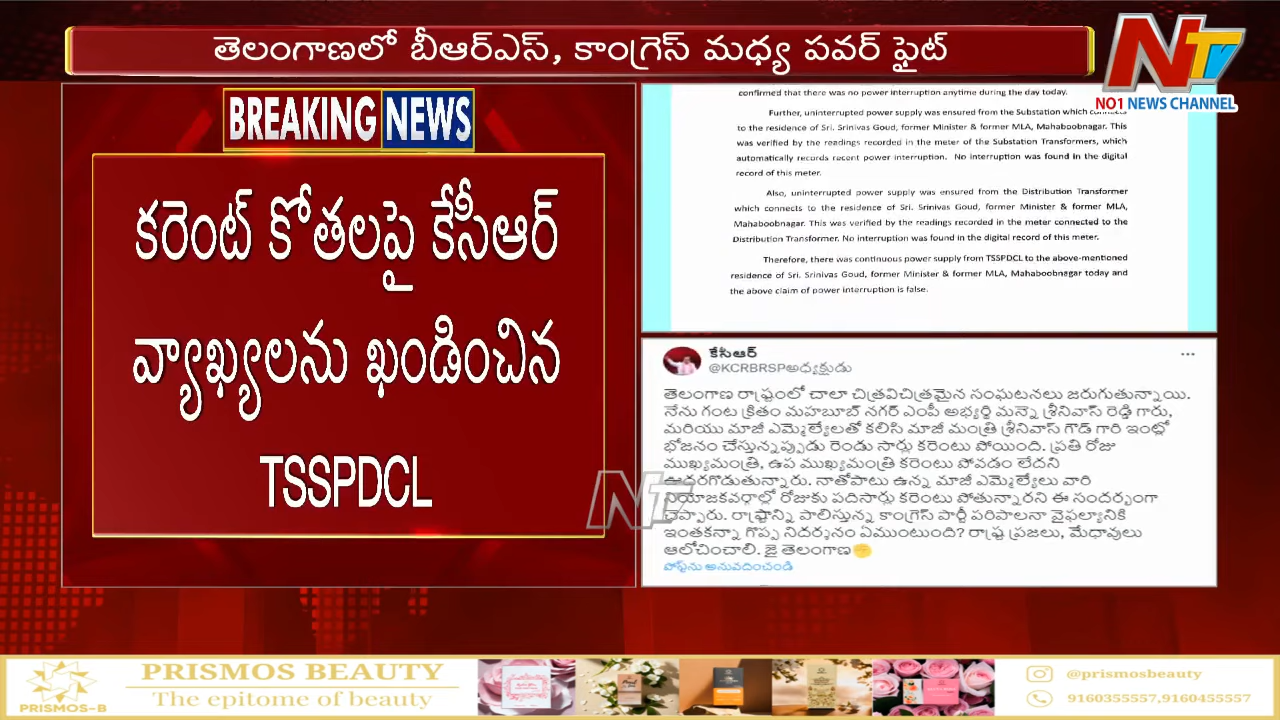 తెలంగాణలో బీఆర్ఎస్, కాంగ్రెస్ మధ్య పవర్ ఫైట్
NTV
NO1 NEWS CHANNEL
BREAKING NEWS
కరెంట్ కోతలపై కేసీఆర్
వ్యాఖ్యలను ఖండించిన
TSSPDCL
confirmed that there was no power interruption anytime during the day today.
Further, uninterrupted power supply was ensured from the Substation which connects
to the residence of Sri. Srinivas Goud, former Minister & former MLA, Mahaboobnagar. This
was verified by the readings recorded in the meter of the Substation Transformers, which
automatically records recent power interruption. No interruption was found in the digital
record of this meter.
Also, uninterrupted power supply was ensured from the Distribution Transformer
which connects to the residence of Sri. Srinivas Goud, former Minister & former MLA,
Mahaboobnagar. This was verified by the readings recorded in the meter connected to the
Distribution Transformer. No interruption was found in the digital record of this meter.
Therefore, there was continuous power supply from TSSPDCL to the above-mentioned
residence of Sri. Srinivas Goud, former Minister & former MLA, Mahaboobnagar today and
the above claim of power interruption is false.
కేసీఆర్
@KCRBRSPఅధ్యక్షుడు
తెలంగాణ రాష్ట్రంలో చాలా చిత్రవిచిత్రమైన సంఘటనలు జరుగుతున్నాయి.
నేను గంట క్రితం మహబూబ్ నగర్ ఎంపీ అభ్యర్థి మన్నె శ్రీనివాస్ రెడ్డి గారు,
మరియు మాజీ ఎమ్మెల్యేలతో కలిసి మాజీ మంత్రి శ్రీనివాస్ గౌడ్ గారి ఇంట్లో
భోజనం చేస్తున్నప్పుడు రెండు సార్లు కరెంటు పోయింది. ప్రతి రోజు
ముఖ్యమంత్రి, ఉప ముఖ్యమంత్రి కరెంటు పోవడం లేదని
ఊదరగొడుతున్నారు. నాతోపాటు ఉన్న మాజీ ఎమ్మెల్యేలు వారి
నియోజకవర్గాల్లో రోజుకు పదిసార్లు కరెంటు పోతున్నారని ఈ సందర్భంగా
చెప్పారు. రాష్ట్రాన్ని పాలిస్తున్న కాంగ్రెస్ పార్టీ పరిపాలనా వైఫల్యానికి
ఇంతకన్నా గొప్ప నిదర్శనం ఏముంటుంది? రాష్ట్ర ప్రజలు, మేధావులు
ఆలోచించాలి. జై తెలంగాణ✊
పోస్ట్‌ను అనువదించండి
NTV
PRISMOS-B
PRISMOS BEAUTY
The epitome of beauty
@prismosbeauty
9160355557,9160455557